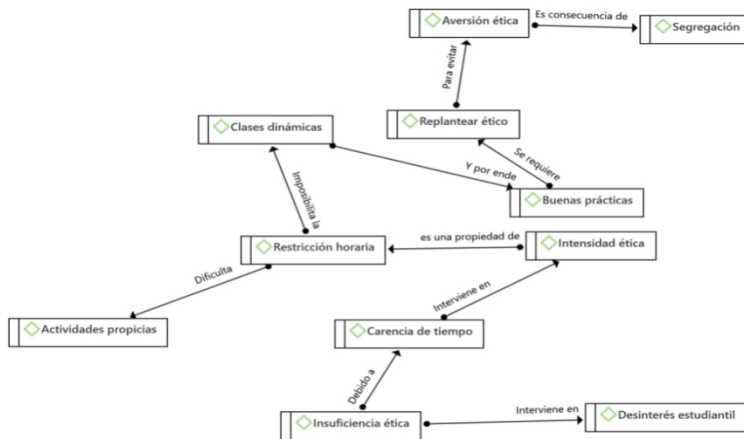 Aversión ética
Es consecuencia de
Segregación
Para evitar
Clases dinámicas
Replantear ético
Se requiere
Y por ende
Buenas prácticas
Imposibilita la
Restricción horaria
es una propiedad de
Intensidad ética
Dificulta
Interviene en
Actividades propicias
Carencia de tiempo
Debido a
Insuficiencia ética
Interviene en
Desinterés estudiantil